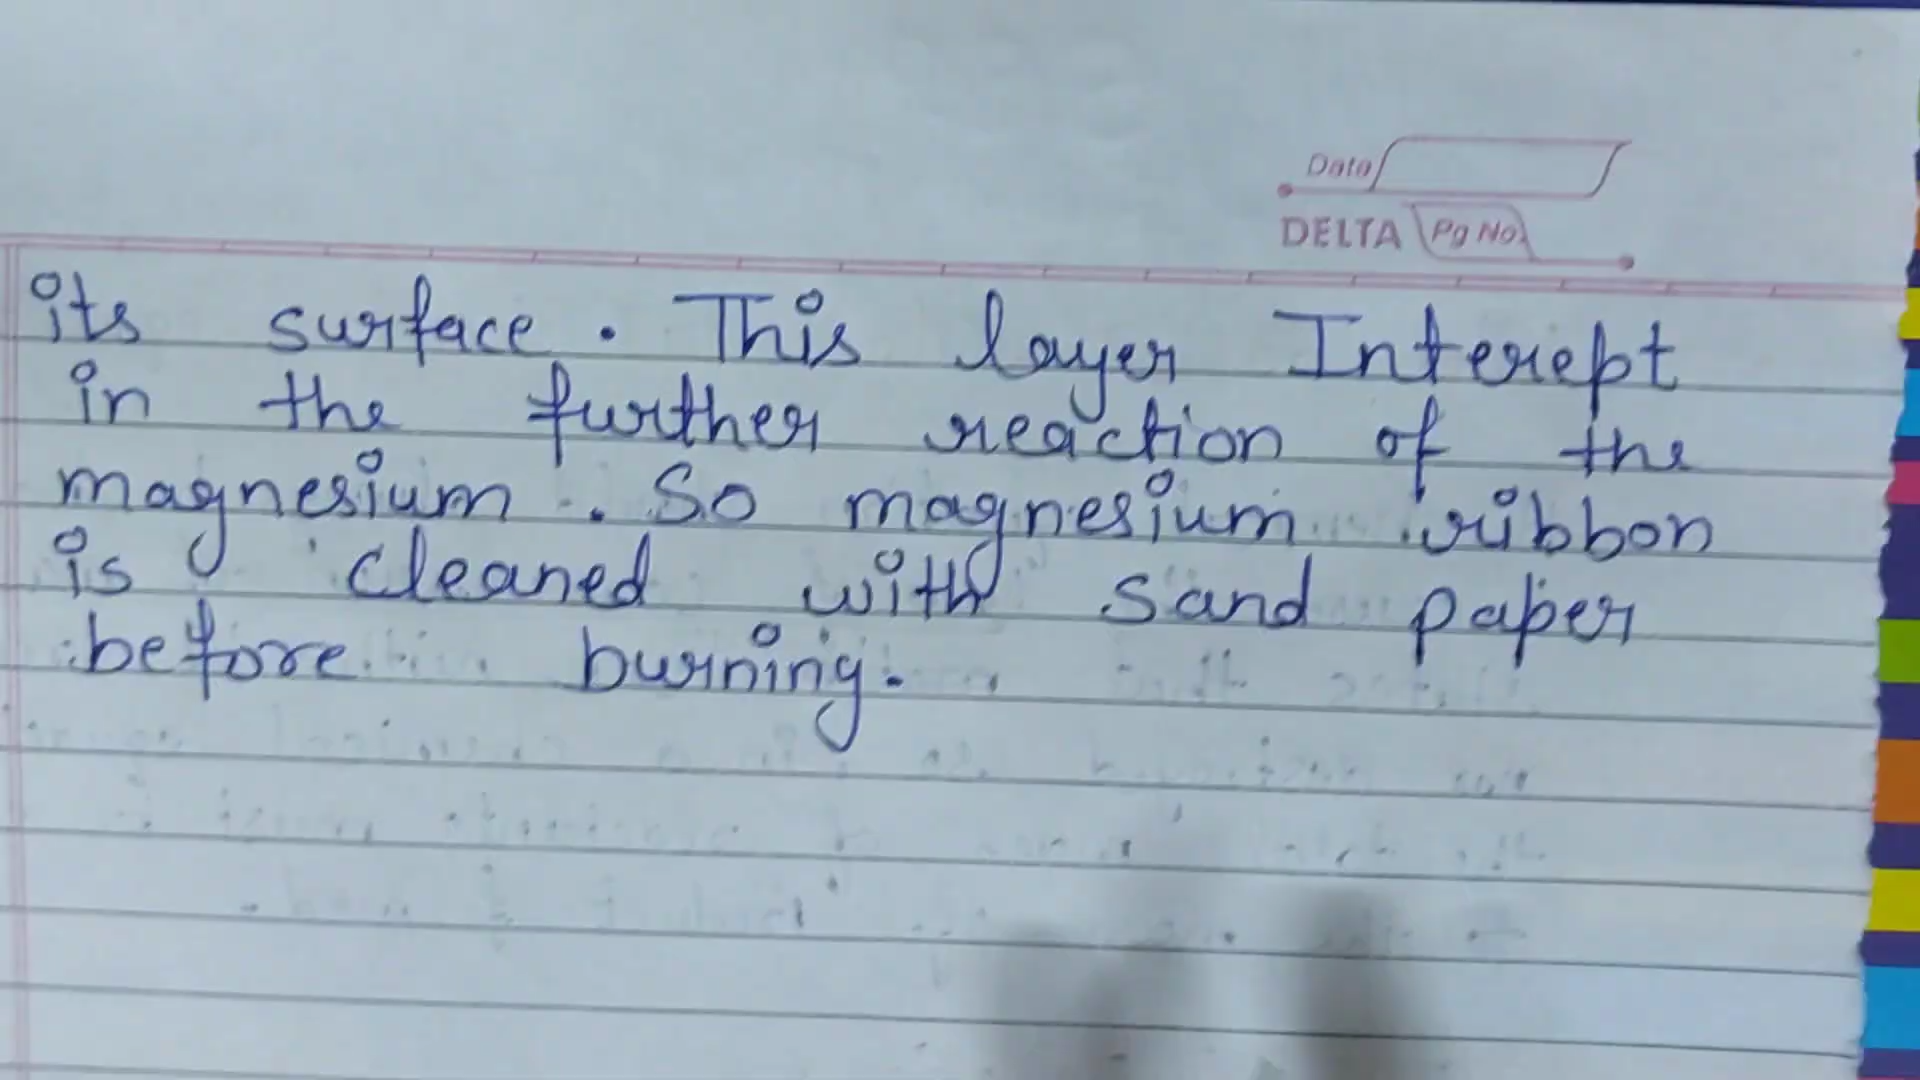 Date
DELTA Pg No.
its surface. This layer Interept
in the further reaction of the
magnesium. So magnesium ribbon
is cleaned with sand paper
before burning.